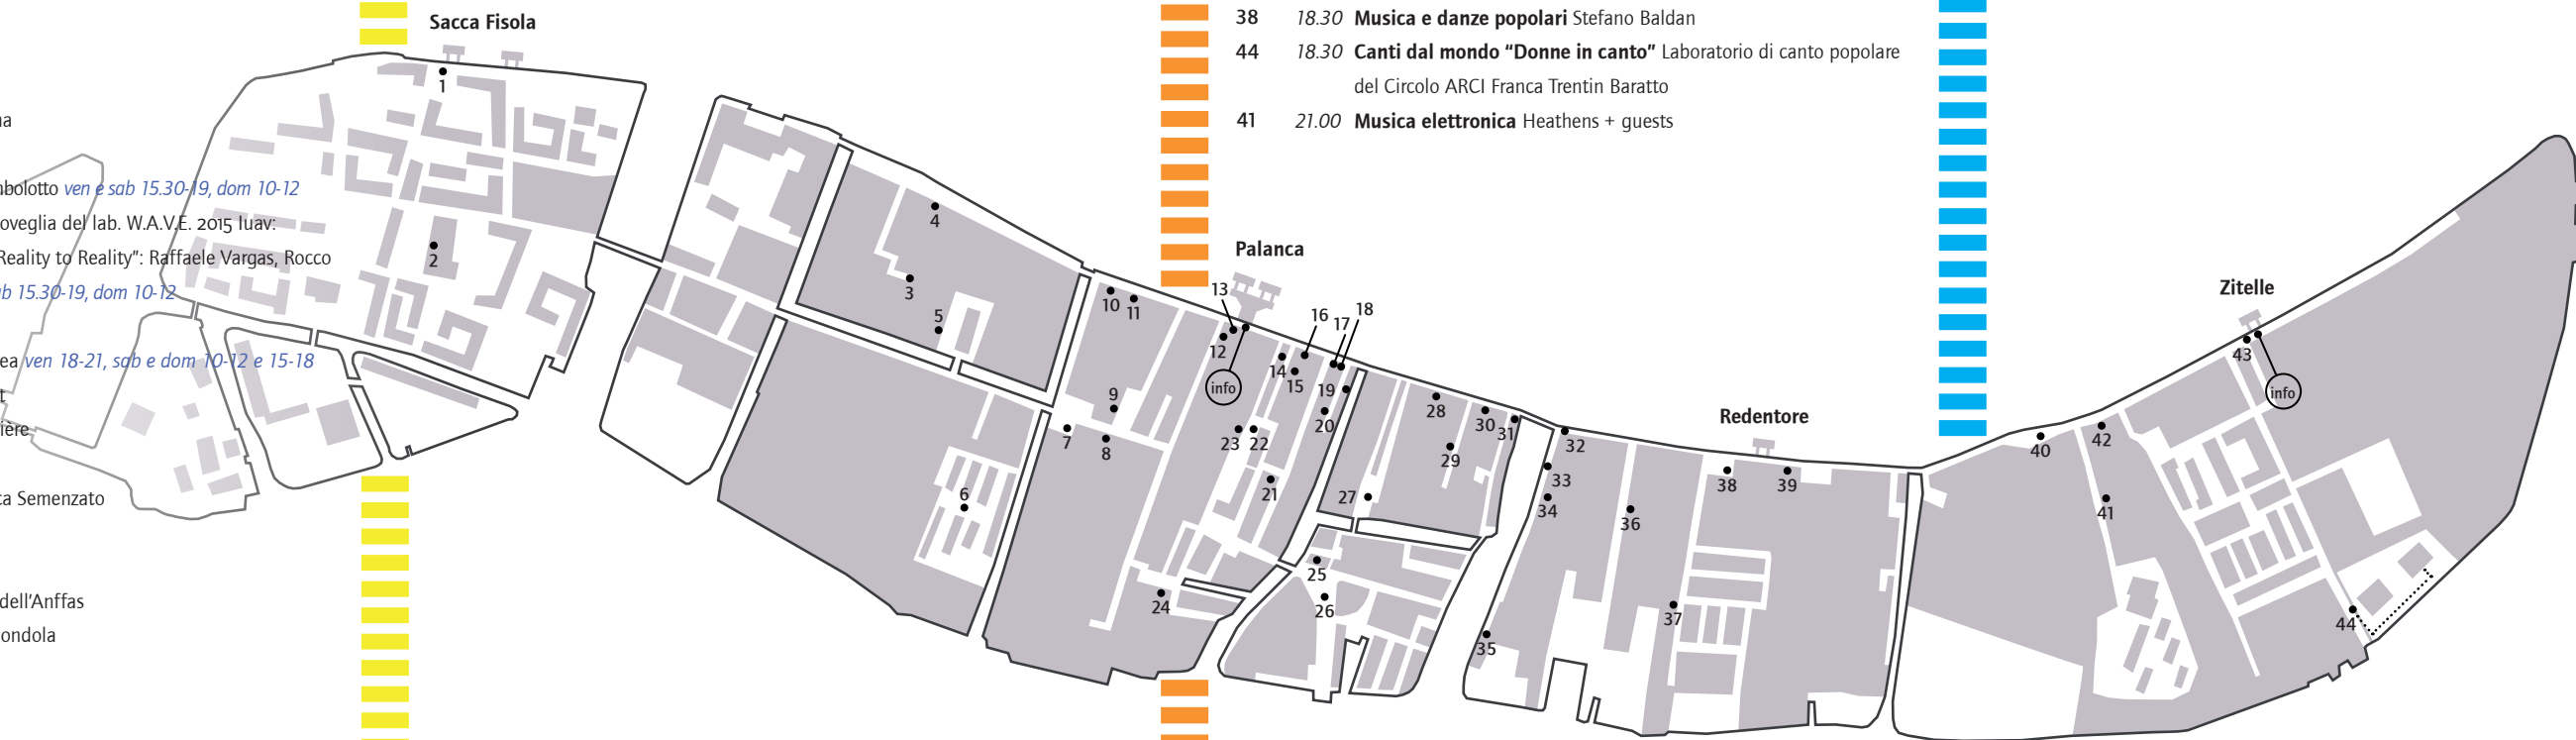 38 18.30 Musica e danze popolari Stefano Baldan
44 18.30 Canti dal mondo “Donne in canto” Laboratorio di canto popolare
del Circolo ARCI Franca Trentin Baratto
41 21.00 Musica elettronica Heathens + guests
bolotto ven e sab 15.30-19, dom 10-12
oveglia del lab. W.A.V.E. 2015 Iuav:
Reality to Reality”: Raffaele Vargas, Rocco
ab 15.30-19, dom 10-12
ea ven 18-21, sab e dom 10-12 e 15-18
t
ière
ca Semenzato
dell’Anffas
ondola
Sacca Fisola
1
2
3
4
5
6
7
8
9
10
11
Palanca
12
13
info
14
15
16
17
18
19
20
21
22
23
24
25
26
27
28
29
30
31
32
33
34
35
36
37
Redentore
38
39
40
41
42
Zitelle
43
info
44